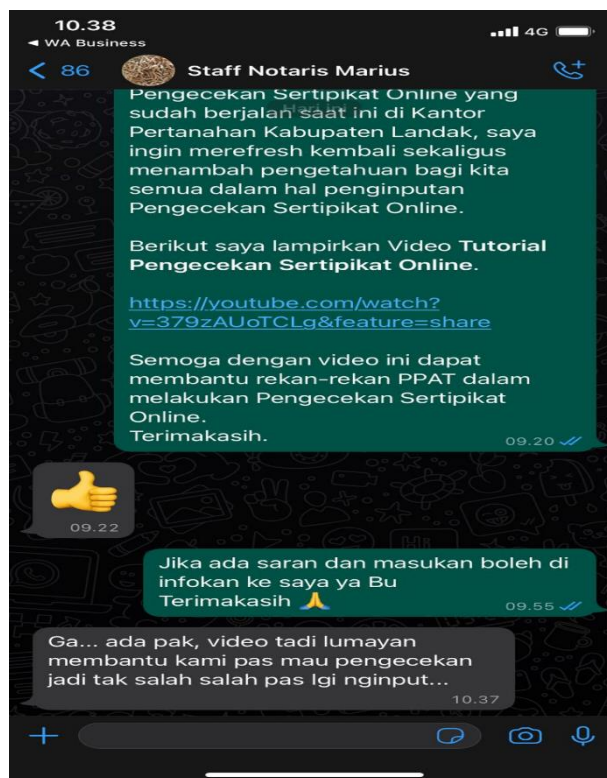 10.38
4G
WA Business
86
Staff Notaris Marius
Pengecekan Sertipikat Online yang
Hari ini
sudah berjalan saat ini di Kantor
Pertanahan Kabupaten Landak, saya
ingin merefresh kembali sekaligus
menambah pengetahuan bagi kita
semua dalam hal penginputan
Pengecekan Sertipikat Online.
Berikut saya lampirkan Video Tutorial
Pengecekan Sertipikat Online.
https://youtube.com/watch?
v=379zAUoTCLg&feature=share
Semoga dengan video ini dapat
membantu rekan-rekan PPAT dalam
melakukan Pengecekan Sertipikat
Online.
Terimakasih.
09.20
09.22
Jika ada saran dan masukan boleh di
infokan ke saya ya Bu
Terimakasih 🙏
09.55
Ga... ada pak, video tadi lumayan
membantu kami pas mau pengecekan
jadi tak salah salah pas lgi nginput...
10.37